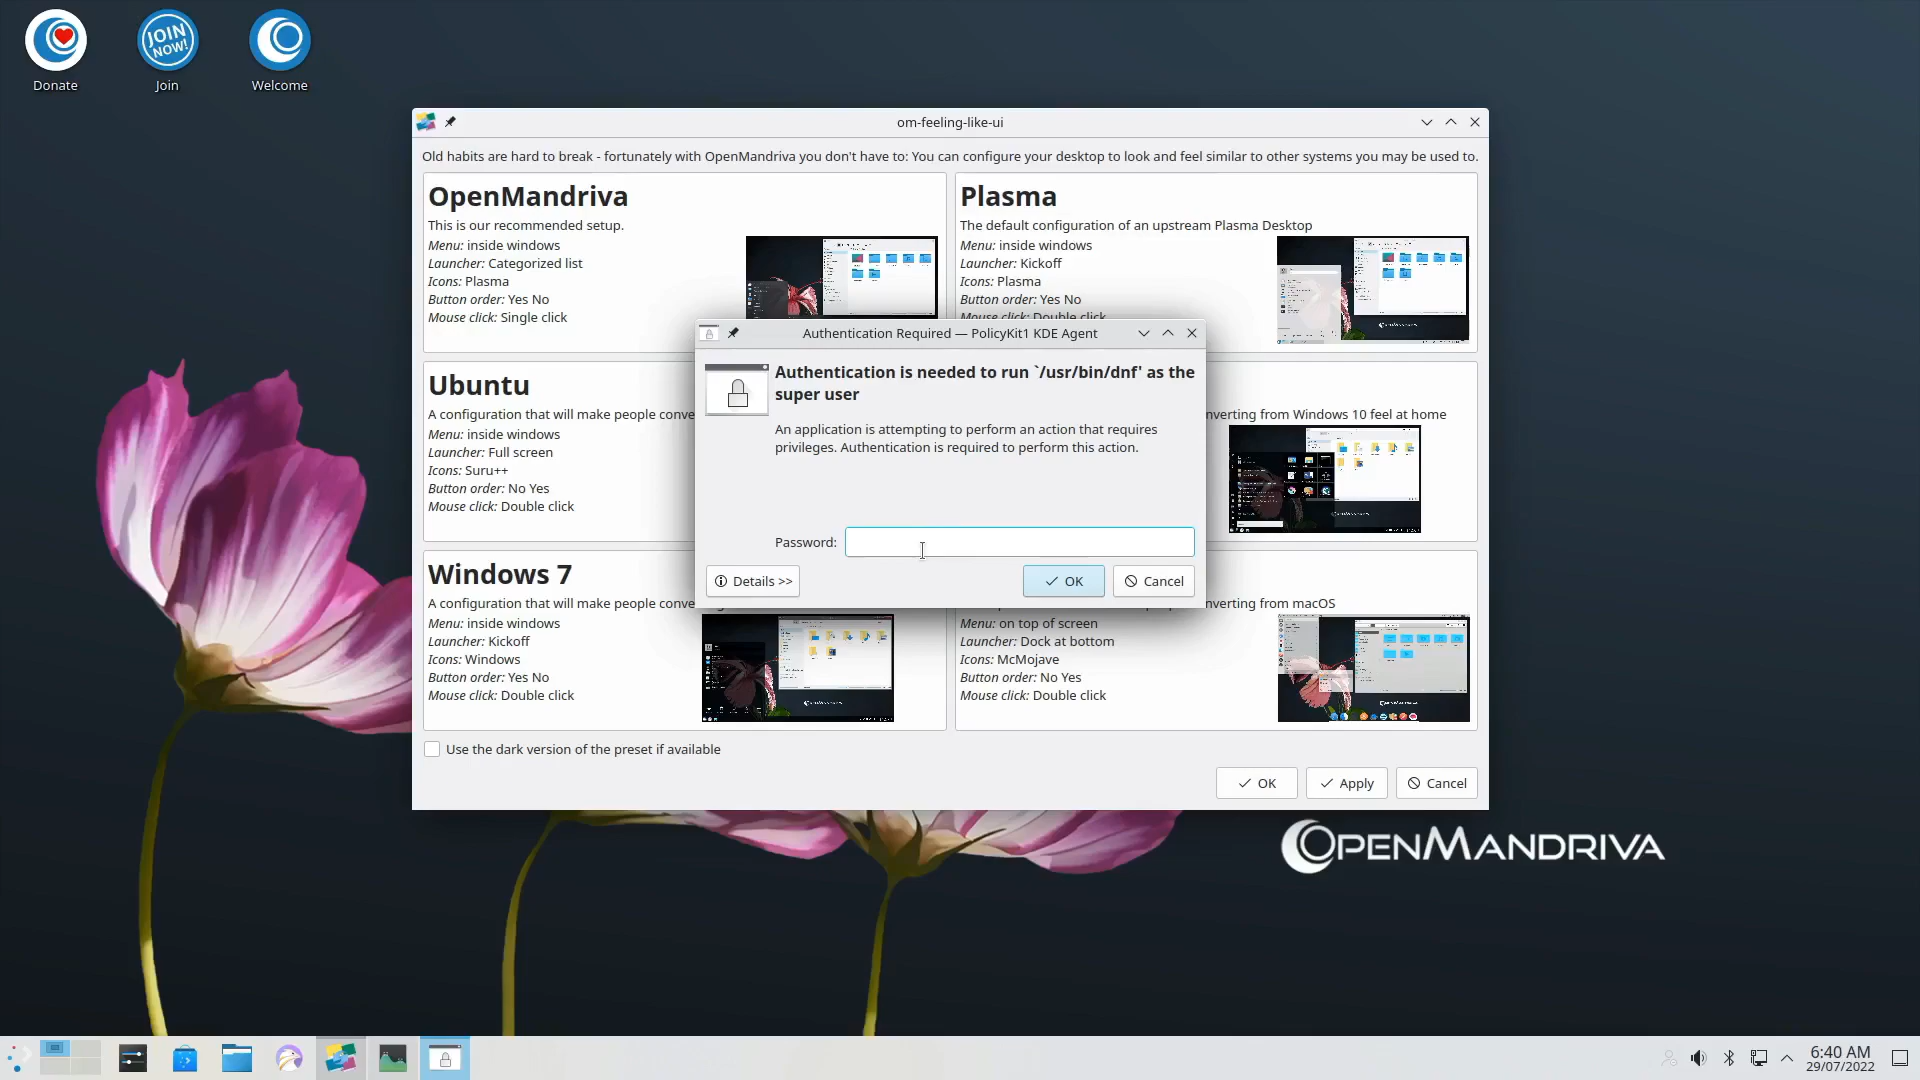 Donate
Join
Welcome
JOIN NOW!
om-feeling-like-ui
Old habits are hard to break - fortunately with OpenMandriva you don't have to: You can configure your desktop to look and feel similar to other systems you may be used to.
OpenMandriva
This is our recommended setup.
Menu: inside windows
Launcher: Categorized list
Icons: Plasma
Button order: Yes No
Mouse click: Single click
Plasma
The default configuration of an upstream Plasma Desktop
Menu: inside windows
Launcher: Kickoff
Icons: Plasma
Button order: Yes No
Mouse click: Double click
Authentication Required — PolicyKit1 KDE Agent
Authentication is needed to run `/usr/bin/dnf' as the
super user
An application is attempting to perform an action that requires
privileges. Authentication is required to perform this action.
Password:
Details >>
OK
Cancel
Ubuntu
A configuration that will make people conve
Menu: inside windows
Launcher: Full screen
Icons: Suru++
Button order: No Yes
Mouse click: Double click
nverting from Windows 10 feel at home
Windows 7
A configuration that will make people conve
Menu: inside windows
Launcher: Kickoff
Icons: Windows
Button order: Yes No
Mouse click: Double click
nverting from macOS
Menu: on top of screen
Launcher: Dock at bottom
Icons: McMojave
Button order: No Yes
Mouse click: Double click
Use the dark version of the preset if available
OK
Apply
Cancel
OPENMANDRIVA
6:40 AM
29/07/2022